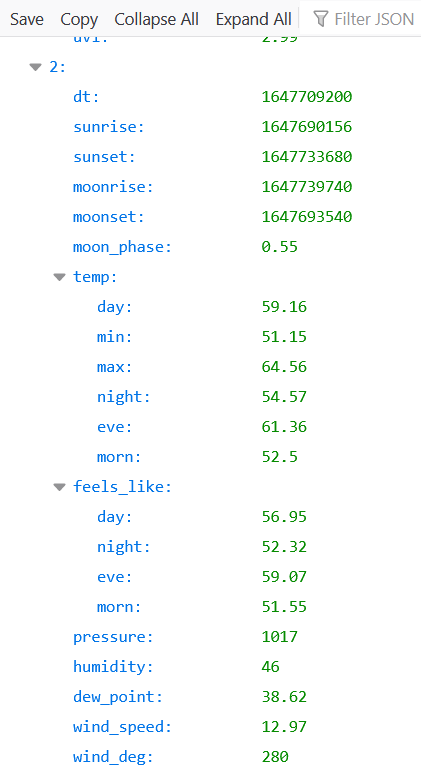 Save Copy Collapse All Expand All Filter JSON
uvi: 2.99
2:
dt: 1647709200
sunrise: 1647690156
sunset: 1647733680
moonrise: 1647739740
moonset: 1647693540
moon_phase: 0.55
temp:
day: 59.16
min: 51.15
max: 64.56
night: 54.57
eve: 61.36
morn: 52.5
feels_like:
day: 56.95
night: 52.32
eve: 59.07
morn: 51.55
pressure: 1017
humidity: 46
dew_point: 38.62
wind_speed: 12.97
wind_deg: 280